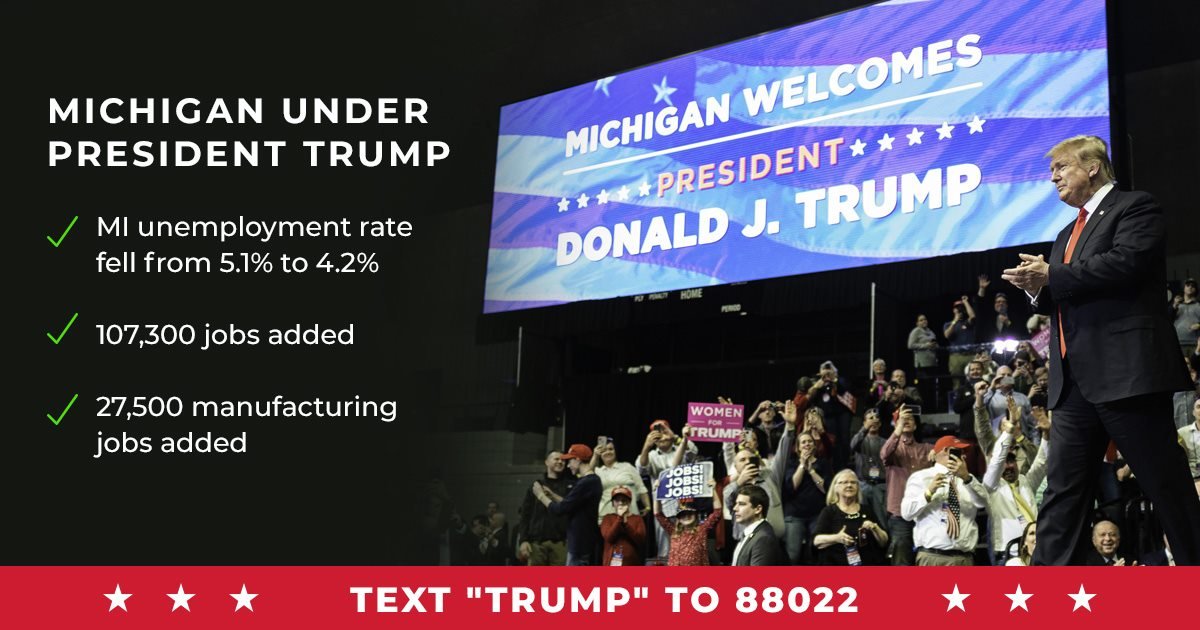 MICHIGAN UNDER
PRESIDENT TRUMP
MI unemployment rate
fell from 5.1% to 4.2%
107,300 jobs added
27,500 manufacturing
jobs added
MICHIGAN WELCOMES
PRESIDENT
DONALD J. TRUMP
PENALTY HOME
PERIOD
WOMEN
FOR
TRUMP
JOBS!
JOBS!
JOBS!
TEXT "TRUMP" TO 88022